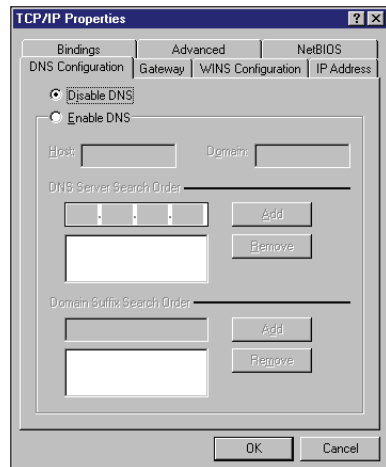 TCP/IP Properties ? X
Bindings Advanced NetBIOS
DNS Configuration Gateway WINS Configuration IP Address
Disable DNS
Enable DNS
Host: Domain:
DNS Server Search Order
. . . Add
Remove
Domain Suffix Search Order
Add
Remove
OK Cancel